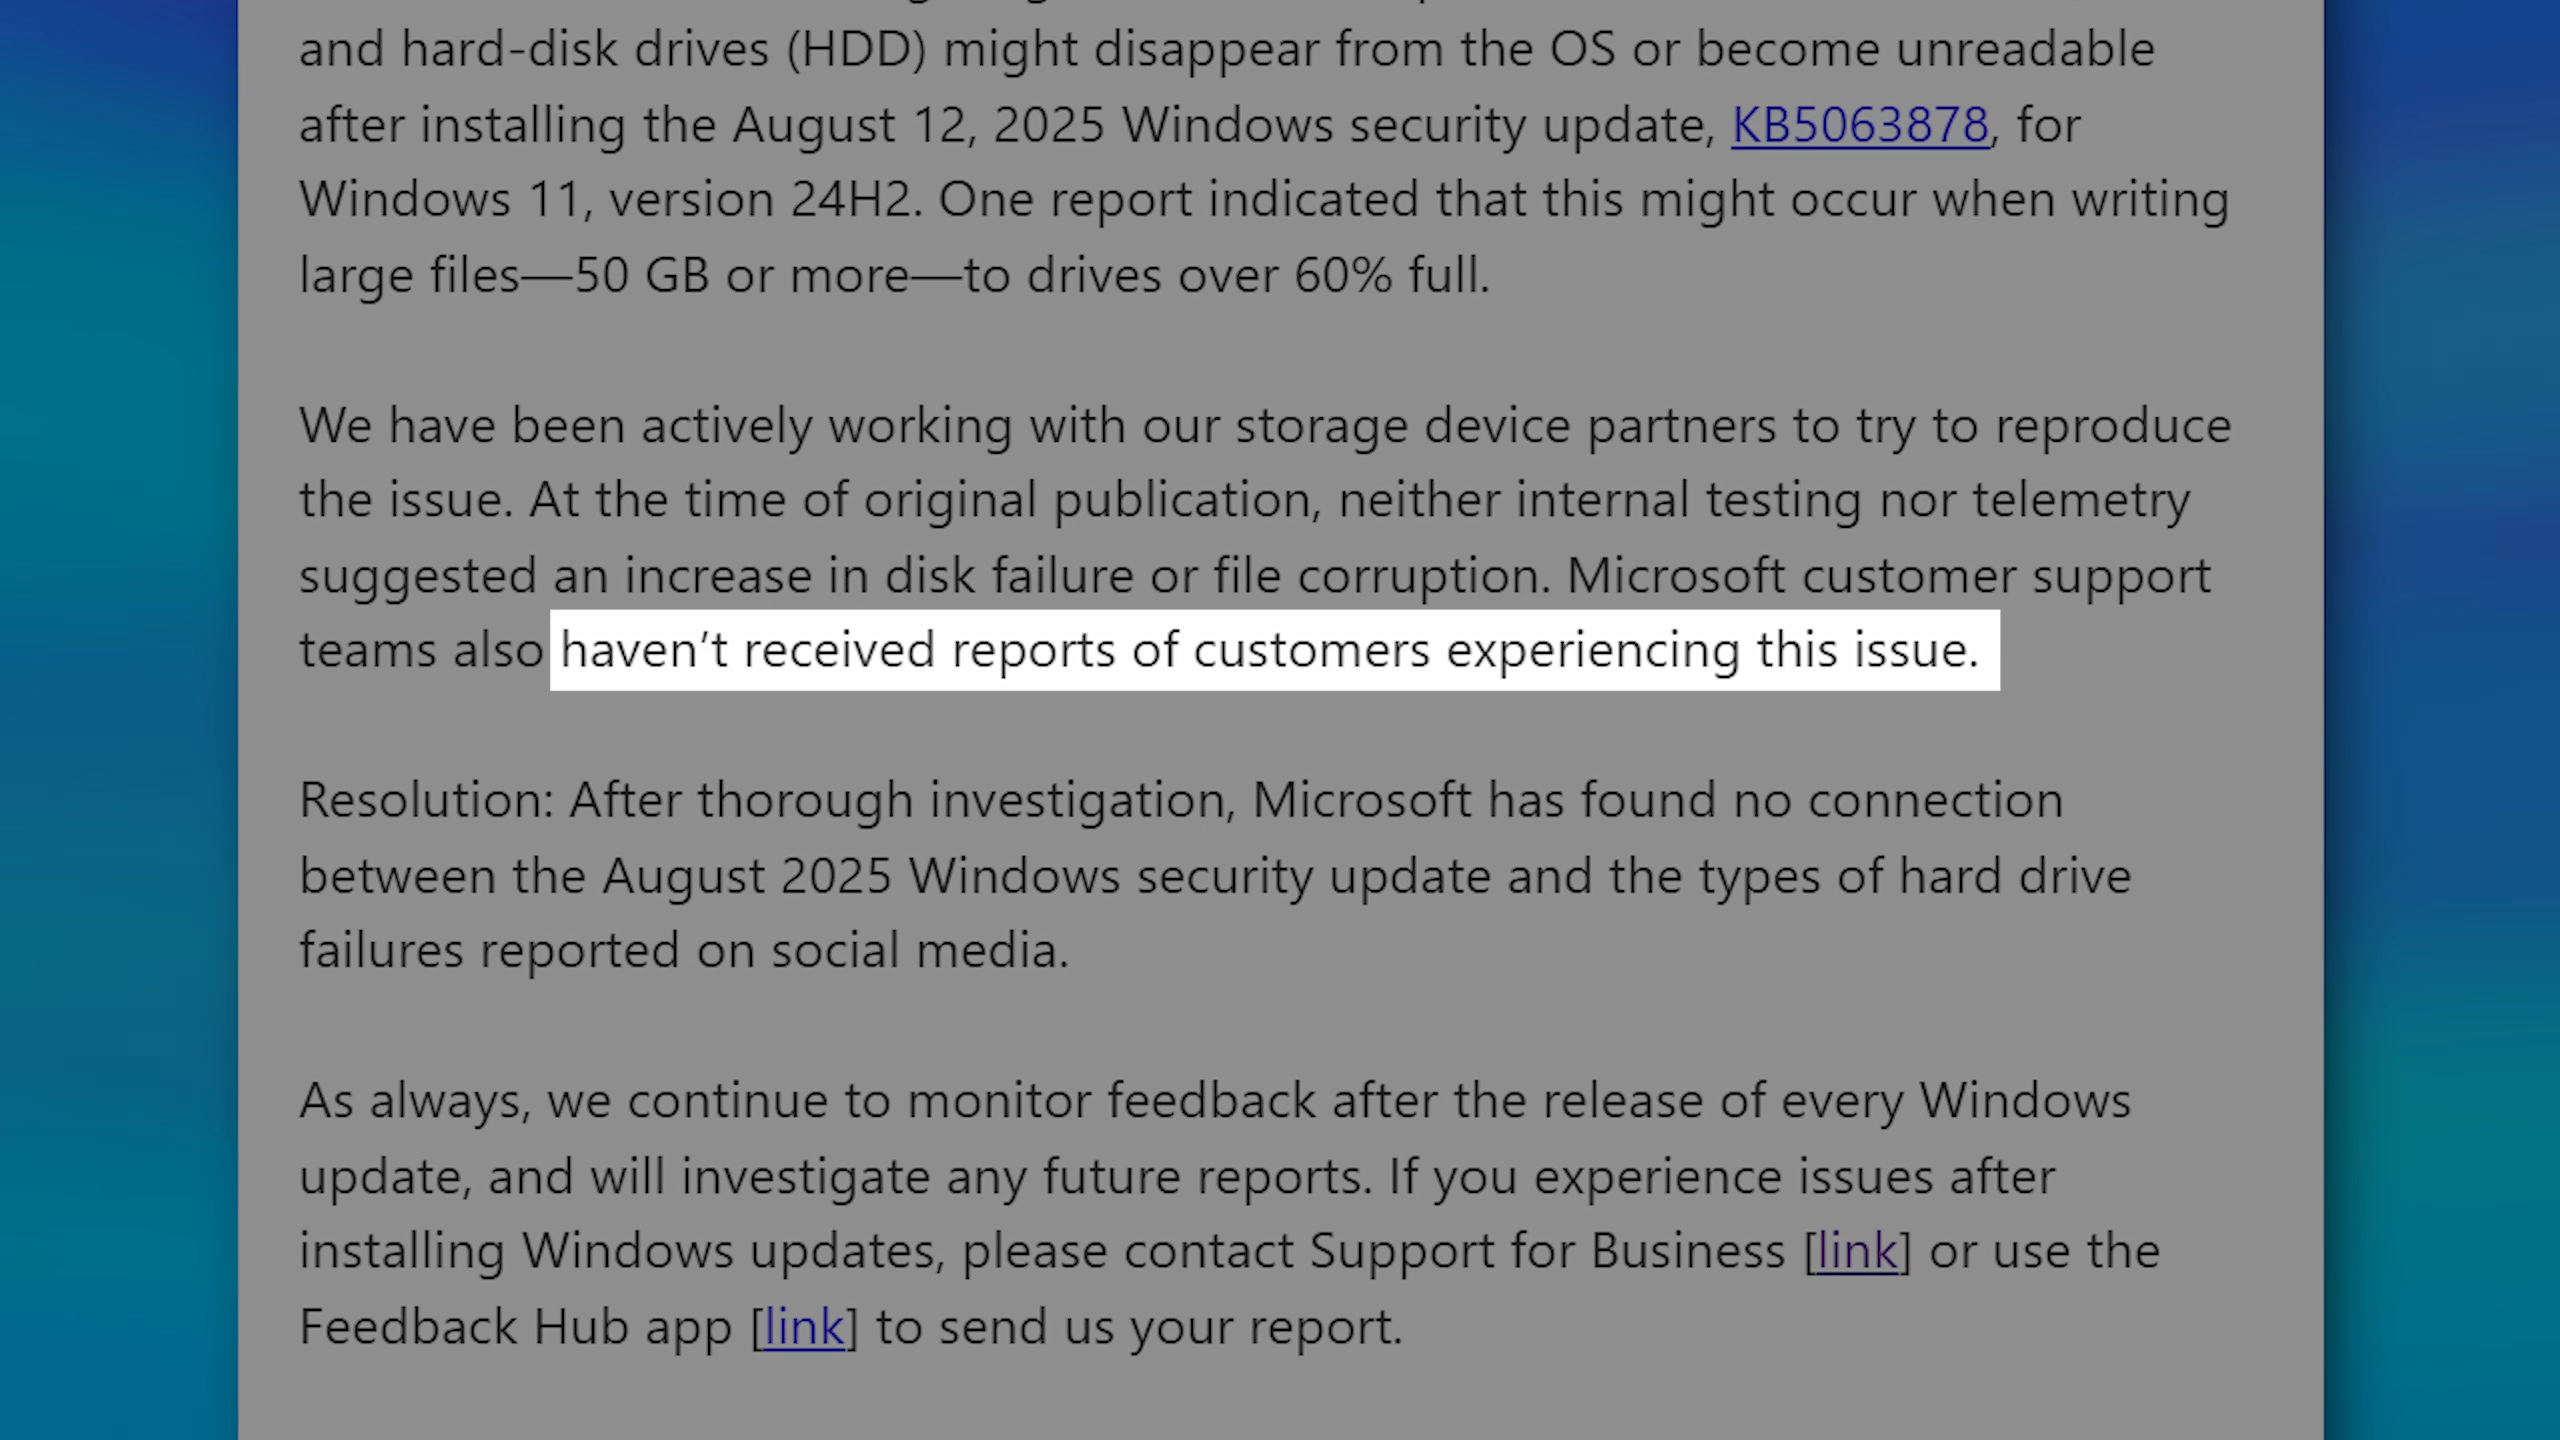 and hard-disk drives (HDD) might disappear from the OS or become unreadable
after installing the August 12, 2025 Windows security update, KB5063878, for
Windows 11, version 24H2. One report indicated that this might occur when writing
large files—50 GB or more—to drives over 60% full.
We have been actively working with our storage device partners to try to reproduce
the issue. At the time of original publication, neither internal testing nor telemetry
suggested an increase in disk failure or file corruption. Microsoft customer support
teams also haven’t received reports of customers experiencing this issue.
Resolution: After thorough investigation, Microsoft has found no connection
between the August 2025 Windows security update and the types of hard drive
failures reported on social media.
As always, we continue to monitor feedback after the release of every Windows
update, and will investigate any future reports. If you experience issues after
installing Windows updates, please contact Support for Business [link] or use the
Feedback Hub app [link] to send us your report.